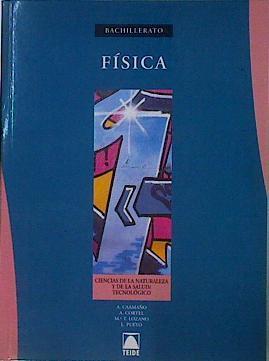 BACHILLERATO
FÍSICA
CIENCIAS DE LA NATURALEZA
Y DE LA SALUD/
TECNOLÓGICO
A. CAAMAÑO
A. CORTEL
M.ª T. LOZANO
L. PUEYO
TEIDE